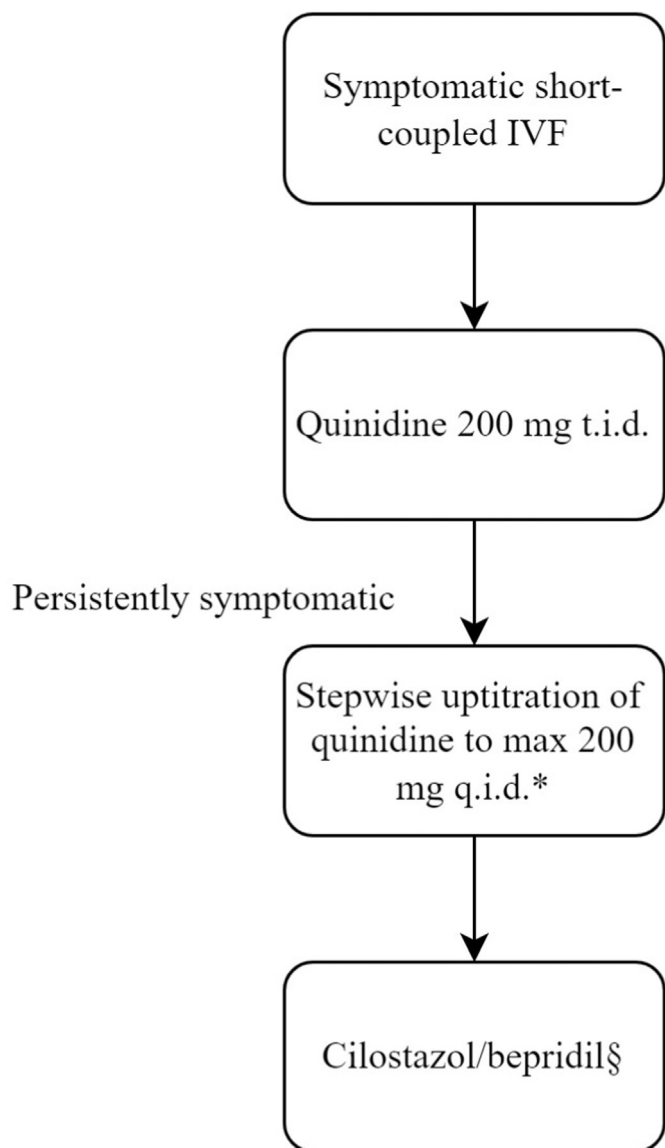 Symptomatic short-
coupled IVF
Quinidine 200 mg t.i.d.
Persistently symptomatic
Stepwise uptitration of
quinidine to max 200
mg q.i.d.*
Cilostazol/bepridil§